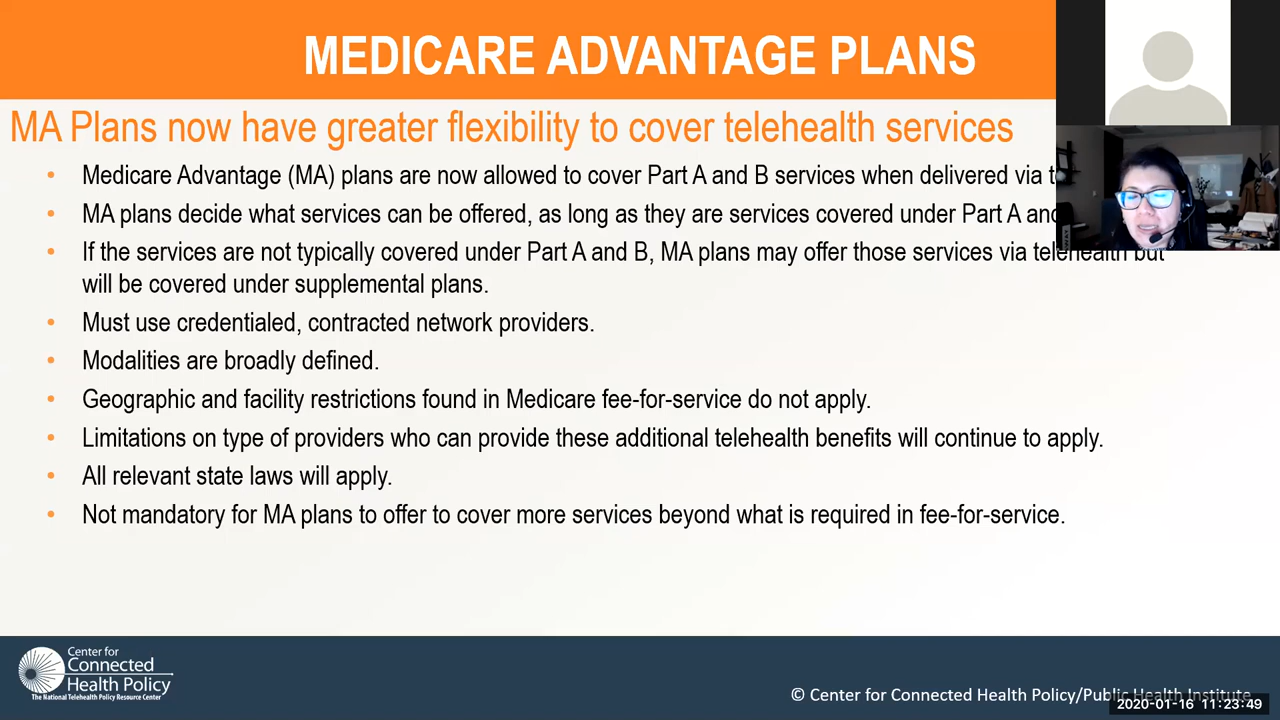 MEDICARE ADVANTAGE PLANS
MA Plans now have greater flexibility to cover telehealth services
• Medicare Advantage (MA) plans are now allowed to cover Part A and B services when delivered via
• MA plans decide what services can be offered, as long as they are services covered under Part A
• If the services are not typically covered under Part A and B, MA plans may offer those services via telehealth but
will be covered under supplemental plans.
• Must use credentialed, contracted network providers.
• Modalities are broadly defined.
• Geographic and facility restrictions found in Medicare fee-for-service do not apply.
• Limitations on type of providers who can provide these additional telehealth benefits will continue to apply.
• All relevant state laws will apply.
• Not mandatory for MA plans to offer to cover more services beyond what is required in fee-for-service.
Center for
Connected
Health Policy
The National Telehealth Policy Resource Center
© Center for Connected Health Policy/Public Health Institute
2020-01-16 11:23:49